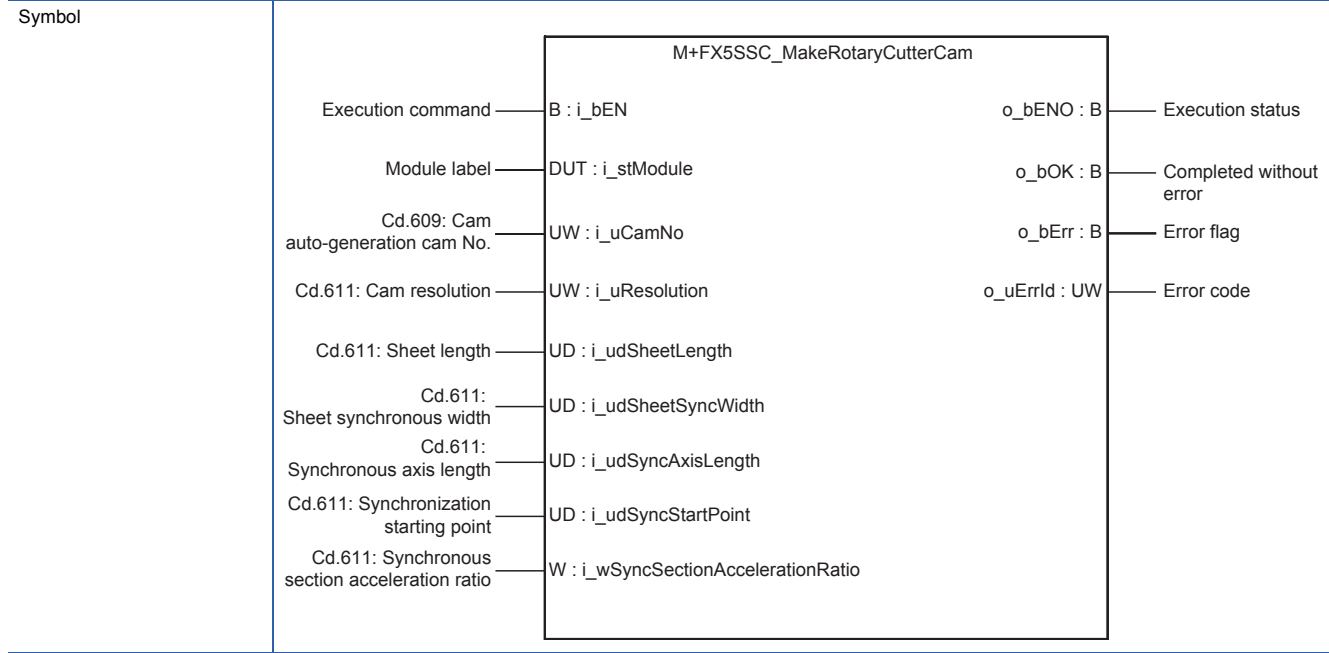 Symbol
M+FX5SSC_MakeRotaryCutterCam
Execution command
B : i_bEN
o_bENO : B
Execution status
Module label
DUT : i_stModule
o_bOK : B
Completed without
error
Cd.609: Cam
auto-generation cam No.
UW : i_uCamNo
o_bErr : B
Error flag
Cd.611: Cam resolution
UW : i_uResolution
o_uErrId : UW
Error code
Cd.611: Sheet length
UD : i_udSheetLength
Cd.611:
Sheet synchronous width
UD : i_udSheetSyncWidth
Cd.611:
Synchronous axis length
UD : i_udSyncAxisLength
Cd.611: Synchronization
starting point
UD : i_udSyncStartPoint
Cd.611: Synchronous
section acceleration ratio
W : i_wSyncSectionAccelerationRatio